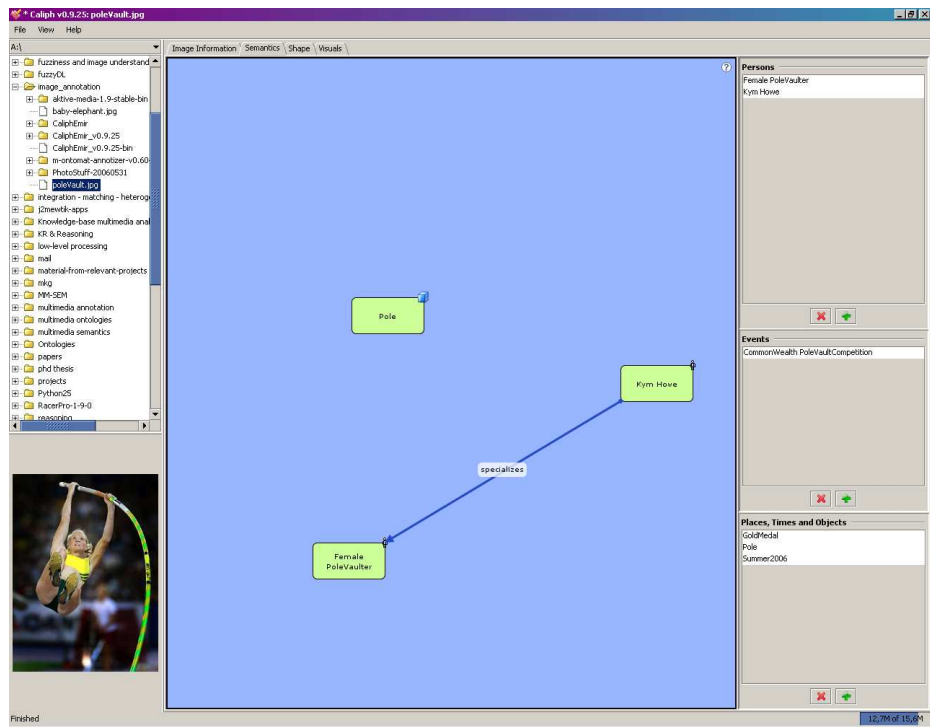 * Caliph v0.9.25: poleVault.jpg
File View Help
A:\
fuzziness and image understand
fuzzyDL
image_annotation
aktive-media-1.9-stable-bin
baby-elephant.jpg
CaliphEmir
CaliphEmir_v0.9.25
CaliphEmir_v0.9.25-bin
m-ontomat-annotizer-v0.60-
PhotoStuff-20060531
poleVault.jpg
integration - matching - heteroge
j2mewtik-apps
Knowledge-base multimedia anal
KR & Reasoning
low-level processing
mail
material-from-relevant-projects
mkg
MM-SEM
multimedia annotation
multimedia ontologies
multimedia semantics
Ontologies
papers
phd thesis
projects
Python25
RacerPro-1-9-0
reasoning
Image Information Semantics Shape Visuals
?
Pole
Kym Howe
specializes
Female
PoleVaulter
Persons
Female PoleVaulter
Kym Howe
Events
CommonWealth PoleVaultCompetition
Places, Times and Objects
GoldMedal
Pole
Summer2006
Finished
12,7M of 15,6M